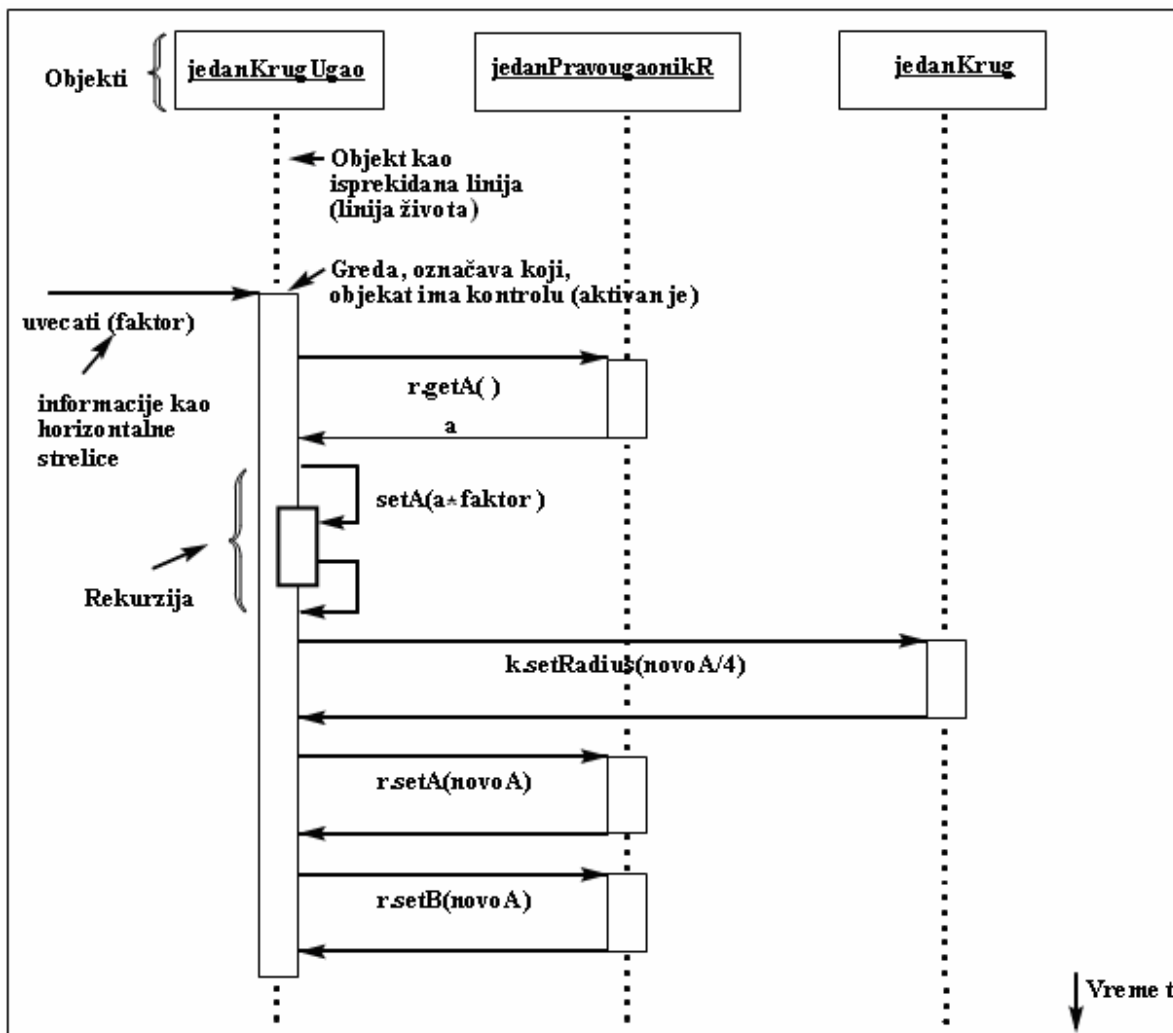 Objekti
jedanKrugUgao
jedanPravougaonikR
jedanKrug
Objekt kao
isprekidana linija
(linija života)
Greda, označava koji,
objekat ima kontrolu (aktivan je)
uvecati (faktor)
informacije kao
horizontalne
strelice
r.getA( )
a
setA(a*faktor )
Rekurzija
k.setRadius(novoA/4)
r.setA(novoA)
r.setB(novoA)
Vreme t